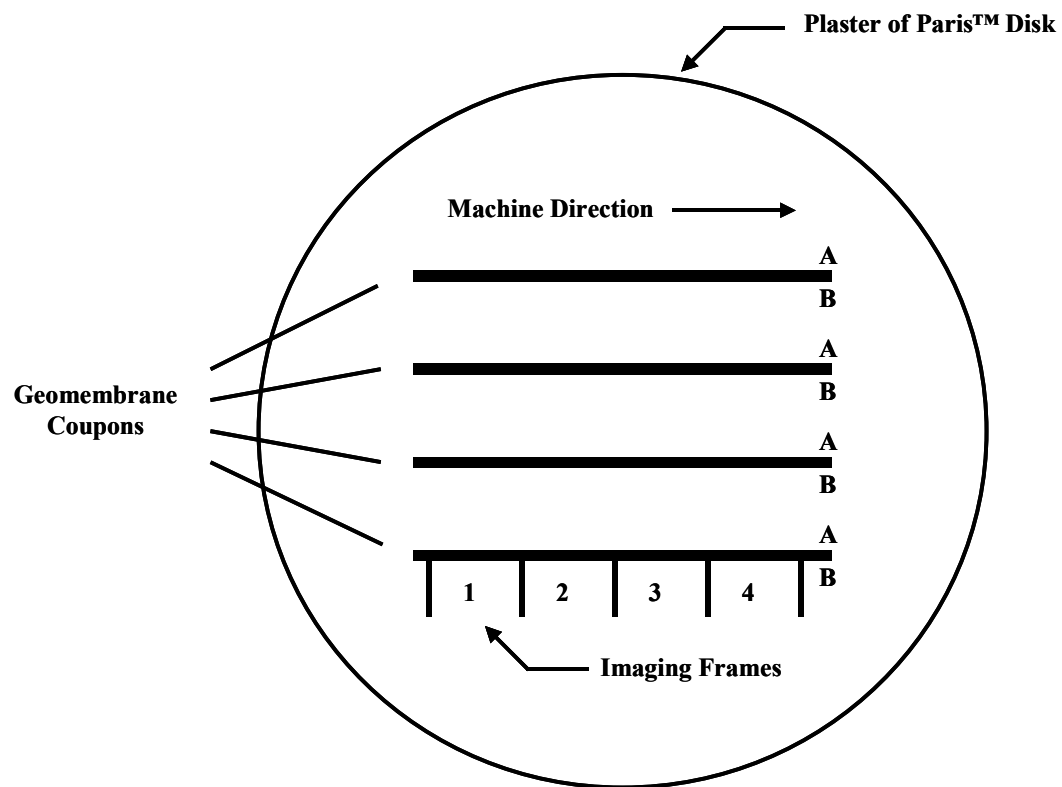 Plaster of Paris™ Disk
Machine Direction
A
B
A
B
Geomembrane
Coupons
A
B
A
B
1 2 3 4
Imaging Frames